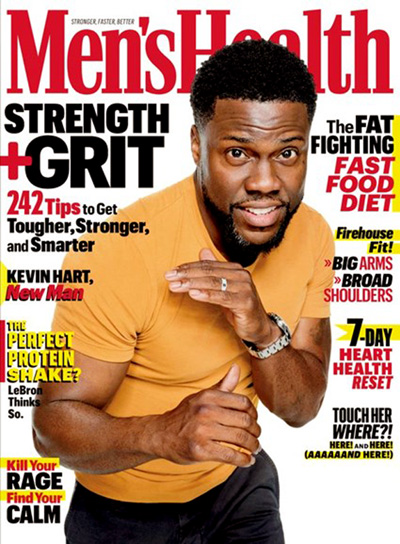 STRONGER, FASTER, BETTER
Men'sHealth
STRENGTH
+GRIT
242 Tips to Get
Tougher, Stronger,
and Smarter
KEVIN HART,
New Man
THE
PERFECT
PROTEIN
SHAKE?
LeBron
Thinks
So.
Kill Your
RAGE
Find Your
CALM
The FAT
FIGHTING
FAST
FOOD
DIET
Firehouse
Fit!
»BIG ARMS
»BROAD
SHOULDERS
7-DAY
HEART
HEALTH
RESET
TOUCH HER
WHERE?!
HERE! AND HERE!
(AAAAAND HERE!)